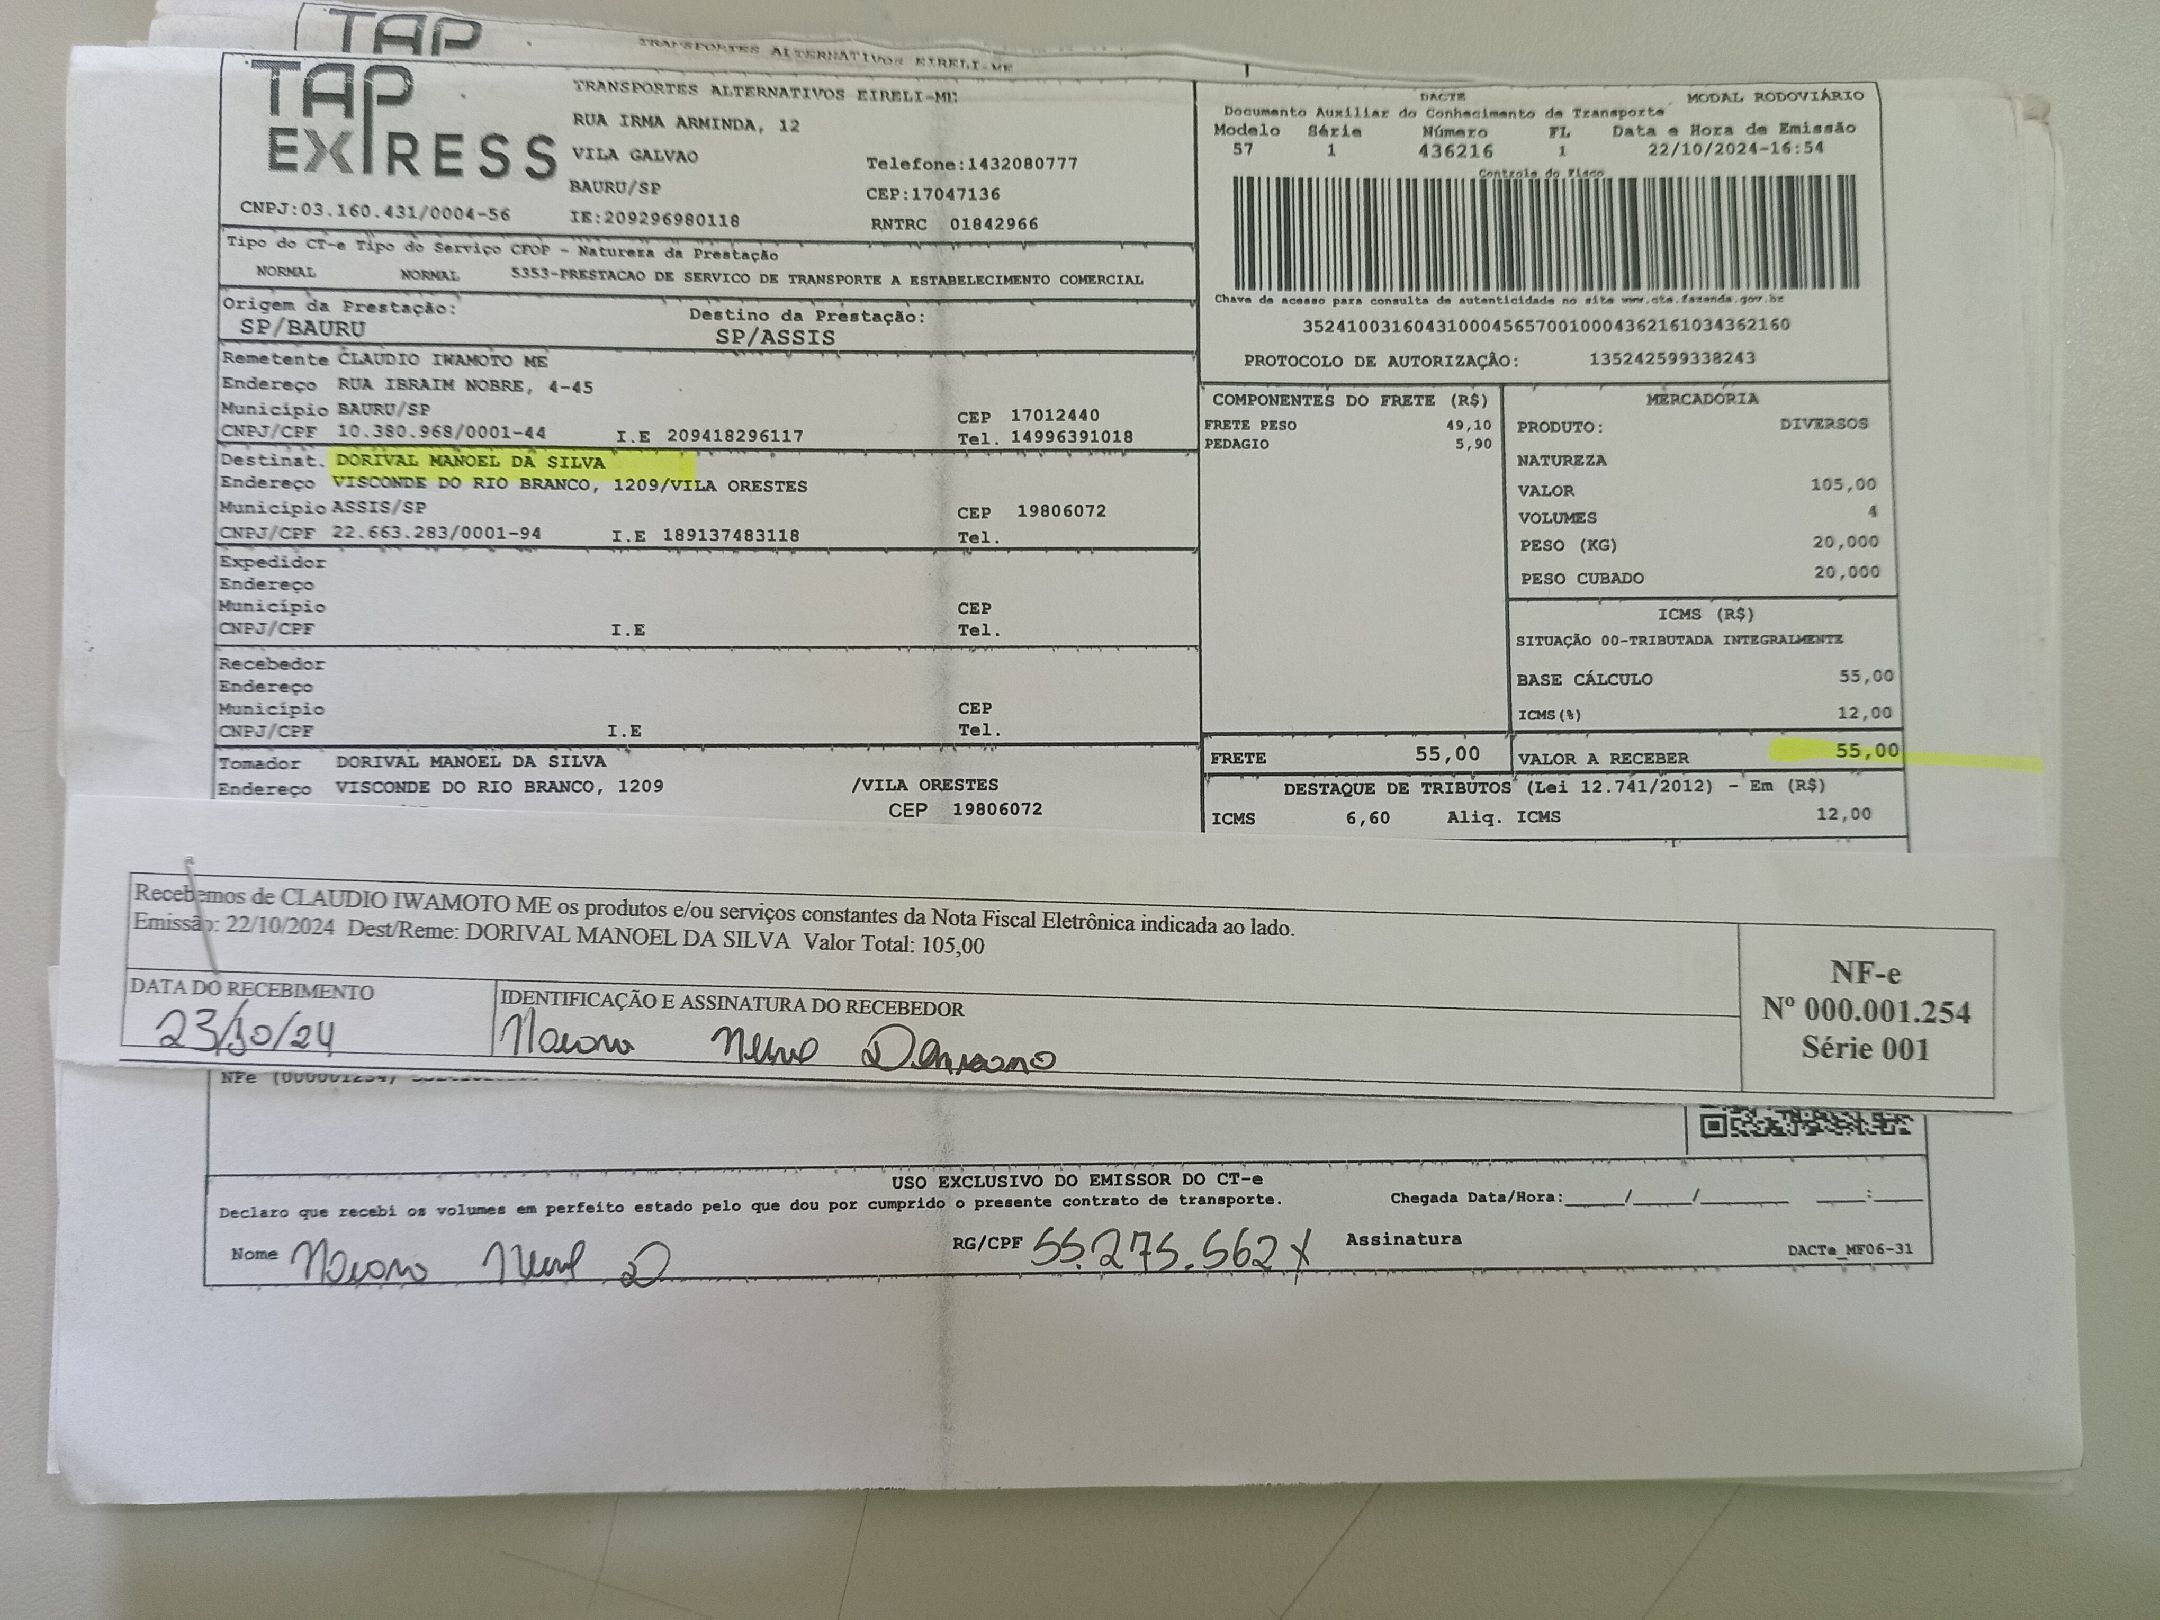 TAP
TRANSPORTES ALTERNATIVOS EIRELI-ME
TAP EXPRESS
TRANSPORTES ALTERNATIVOS EIRELI-ME
RUA IRMA ARMINDA, 12
VILA GALVAO Telefone:1432080777
BAURU/SP CEP:17047136
CNPJ:03.160.431/0004-56 IE:209296980118 RNTRC 01842966
DACTE MODAL RODOVIÁRIO
Documento Auxiliar do Conhecimento de Transporte
Modelo Série Número FL Data e Hora de Emissão
57 1 436216 1 22/10/2024-16:54
Controle do Fisco
Chave de acesso para consulta de autenticidade no site www.cte.fazenda.gov.br
35241003160431000456570010004362161034362160
PROTOCOLO DE AUTORIZAÇÃO: 135242599338243
Tipo do CT-e Tipo do Serviço CFOP - Natureza da Prestação
NORMAL NORMAL 5353-PRESTACAO DE SERVICO DE TRANSPORTE A ESTABELECIMENTO COMERCIAL
Origem da Prestação: Destino da Prestação:
SP/BAURU SP/ASSIS
Remetente CLAUDIO IWAMOTO ME
Endereço RUA IBRAIM NOBRE, 4-45
Município BAURU/SP CEP 17012440
CNPJ/CPF 10.380.968/0001-44 I.E 209418296117 Tel. 14996391018
Destinat. DORIVAL MANOEL DA SILVA
Endereço VISCONDE DO RIO BRANCO, 1209/VILA ORESTES
Município ASSIS/SP CEP 19806072
CNPJ/CPF 22.663.283/0001-94 I.E 189137483118 Tel.
Expedidor
Endereço
Município CEP
CNPJ/CPF I.E Tel.
Recebedor
Endereço
Município CEP
CNPJ/CPF I.E Tel.
Tomador DORIVAL MANOEL DA SILVA
Endereço VISCONDE DO RIO BRANCO, 1209 /VILA ORESTES
CEP 19806072
COMPONENTES DO FRETE (R$)
FRETE PESO 49,10
PEDAGIO 5,90
MERCADORIA
PRODUTO: DIVERSOS
NATUREZA
VALOR 105,00
VOLUMES 4
PESO (KG) 20,000
PESO CUBADO 20,000
ICMS (R$)
SITUAÇÃO 00-TRIBUTADA INTEGRALMENTE
BASE CÁLCULO 55,00
ICMS(%) 12,00
FRETE 55,00 VALOR A RECEBER 55,00
DESTAQUE DE TRIBUTOS (Lei 12.741/2012) - Em (R$)
ICMS 6,60 Aliq. ICMS 12,00
Recebemos de CLAUDIO IWAMOTO ME os produtos e/ou serviços constantes da Nota Fiscal Eletrônica indicada ao lado.
Emissão: 22/10/2024 Dest/Reme: DORIVAL MANOEL DA SILVA Valor Total: 105,00
DATA DO RECEBIMENTO IDENTIFICAÇÃO E ASSINATURA DO RECEBEDOR
23/10/24
NF-e
Nº 000.001.254
Série 001
NFe (000001254)
USO EXCLUSIVO DO EMISSOR DO CT-e
Declaro que recebi os volumes em perfeito estado pelo que dou por cumprido o presente contrato de transporte. Chegada Data/Hora:____/____/______ ____:____
Nome RG/CPF 55.275.562X Assinatura
DACTe_MF06-31